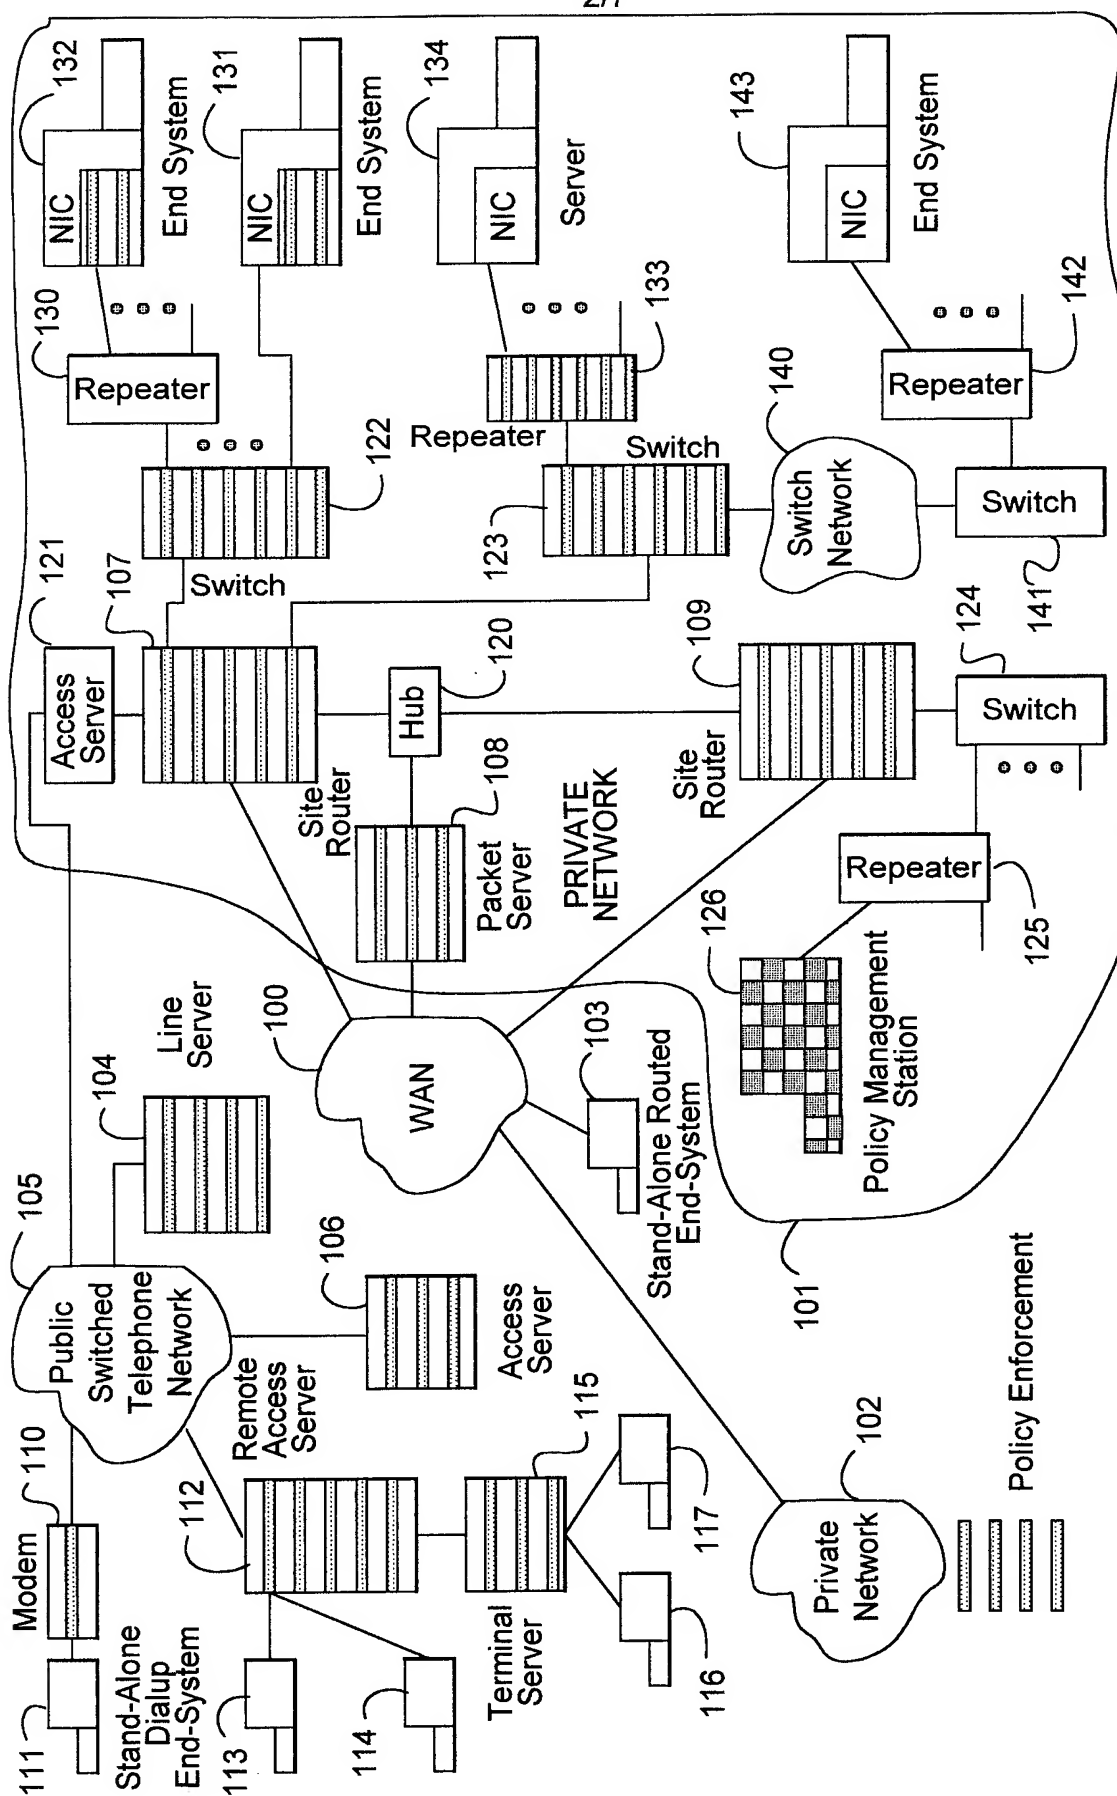 2/7
111
Stand-Alone
Dialup
End-System
Modem
110
105
Public
Switched
Telephone
Network
104
Line
Server
106
Access
Server
Remote
Access
Server
112
113
114
Terminal
Server
115
116
117
100
WAN
103
Stand-Alone Routed
End-System
102
Private
Network
Policy Enforcement
101
121
Access
Server
107
Site
Router
Switch
122
130
Repeater
132
NIC
End System
131
NIC
End System
134
NIC
Server
133
Repeater
Switch
123
120
Hub
108
Packet
Server
PRIVATE
NETWORK
109
Site
Router
140
Switch
Network
141
Switch
142
Repeater
143
NIC
End System
124
Switch
125
Repeater
126
Policy Management
Station